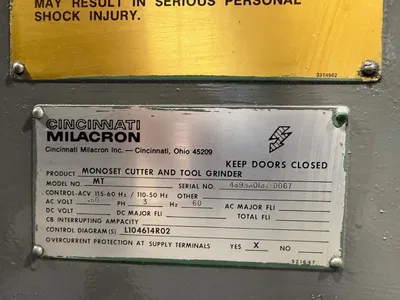 MAY RESULT IN SERIOUS PERSONAL
SHOCK INJURY.
3314982
CINCINNATI
MILACRON
Cincinnati Milacron Inc. — Cincinnati, Ohio 45209
KEEP DOORS CLOSED
PRODUCT MONOSET CUTTER AND TOOL GRINDER
MODEL NO. MT SERIAL NO.
CONTROL-ACV 115-60 Hz / 110-50 Hz OTHER
AC VOLT PH 3 Hz 60 AC MAJOR FLI
DC VOLT DC MAJOR FLI TOTAL FLI
CB INTERRUPTING AMPACITY
CONTROL DIAGRAM(S) L104614R02
OVERCURRENT PROTECTION AT SUPPLY TERMINALS YES X NO
921687